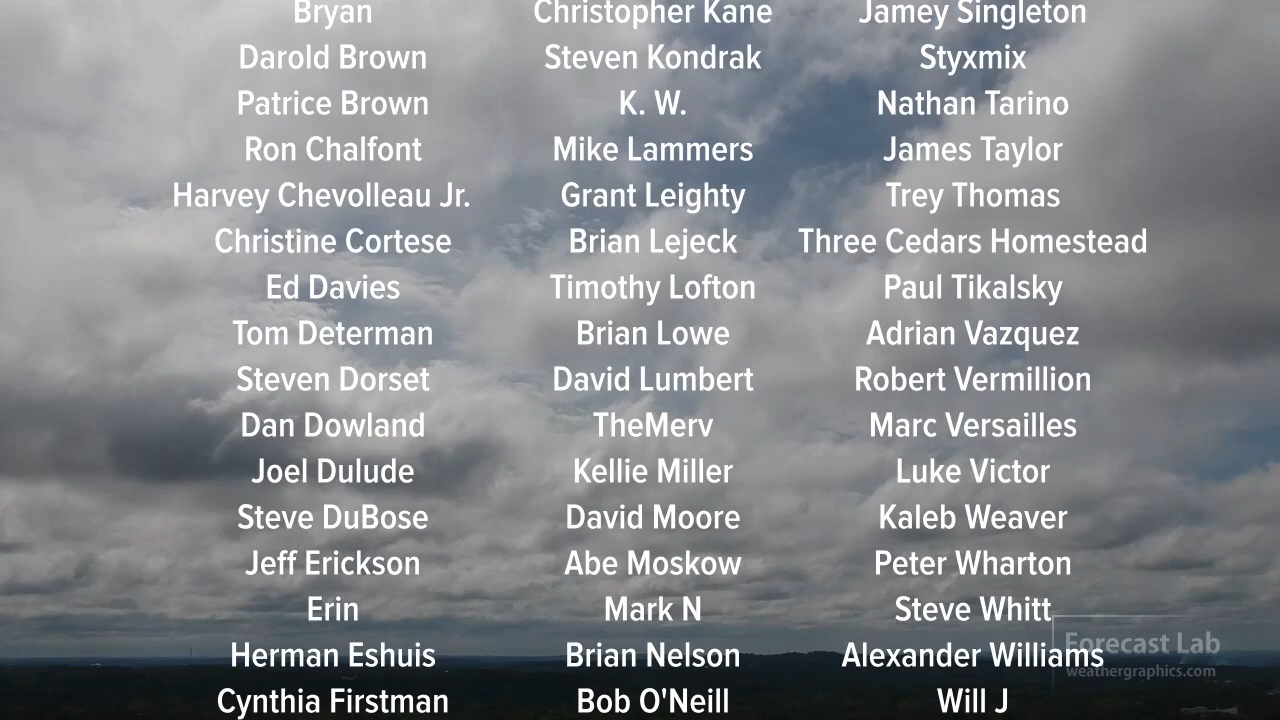 Bryan
Darold Brown
Patrice Brown
Ron Chalfont
Harvey Chevolleau Jr.
Christine Cortese
Ed Davies
Tom Determan
Steven Dorset
Dan Dowland
Joel Dulude
Steve DuBose
Jeff Erickson
Erin
Herman Eshuis
Cynthia Firstman
Christopher Kane
Steven Kondrak
K. W.
Mike Lammers
Grant Leighty
Brian Lejeck
Timothy Lofton
Brian Lowe
David Lumbert
TheMerv
Kellie Miller
David Moore
Abe Moskow
Mark N
Brian Nelson
Bob O'Neill
Jamey Singleton
Styxmix
Nathan Tarino
James Taylor
Trey Thomas
Three Cedars Homestead
Paul Tikalsky
Adrian Vazquez
Robert Vermillion
Marc Versailles
Luke Victor
Kaleb Weaver
Peter Wharton
Steve Whitt
Alexander Williams
Will J
Forecast Lab
weathergraphics.com